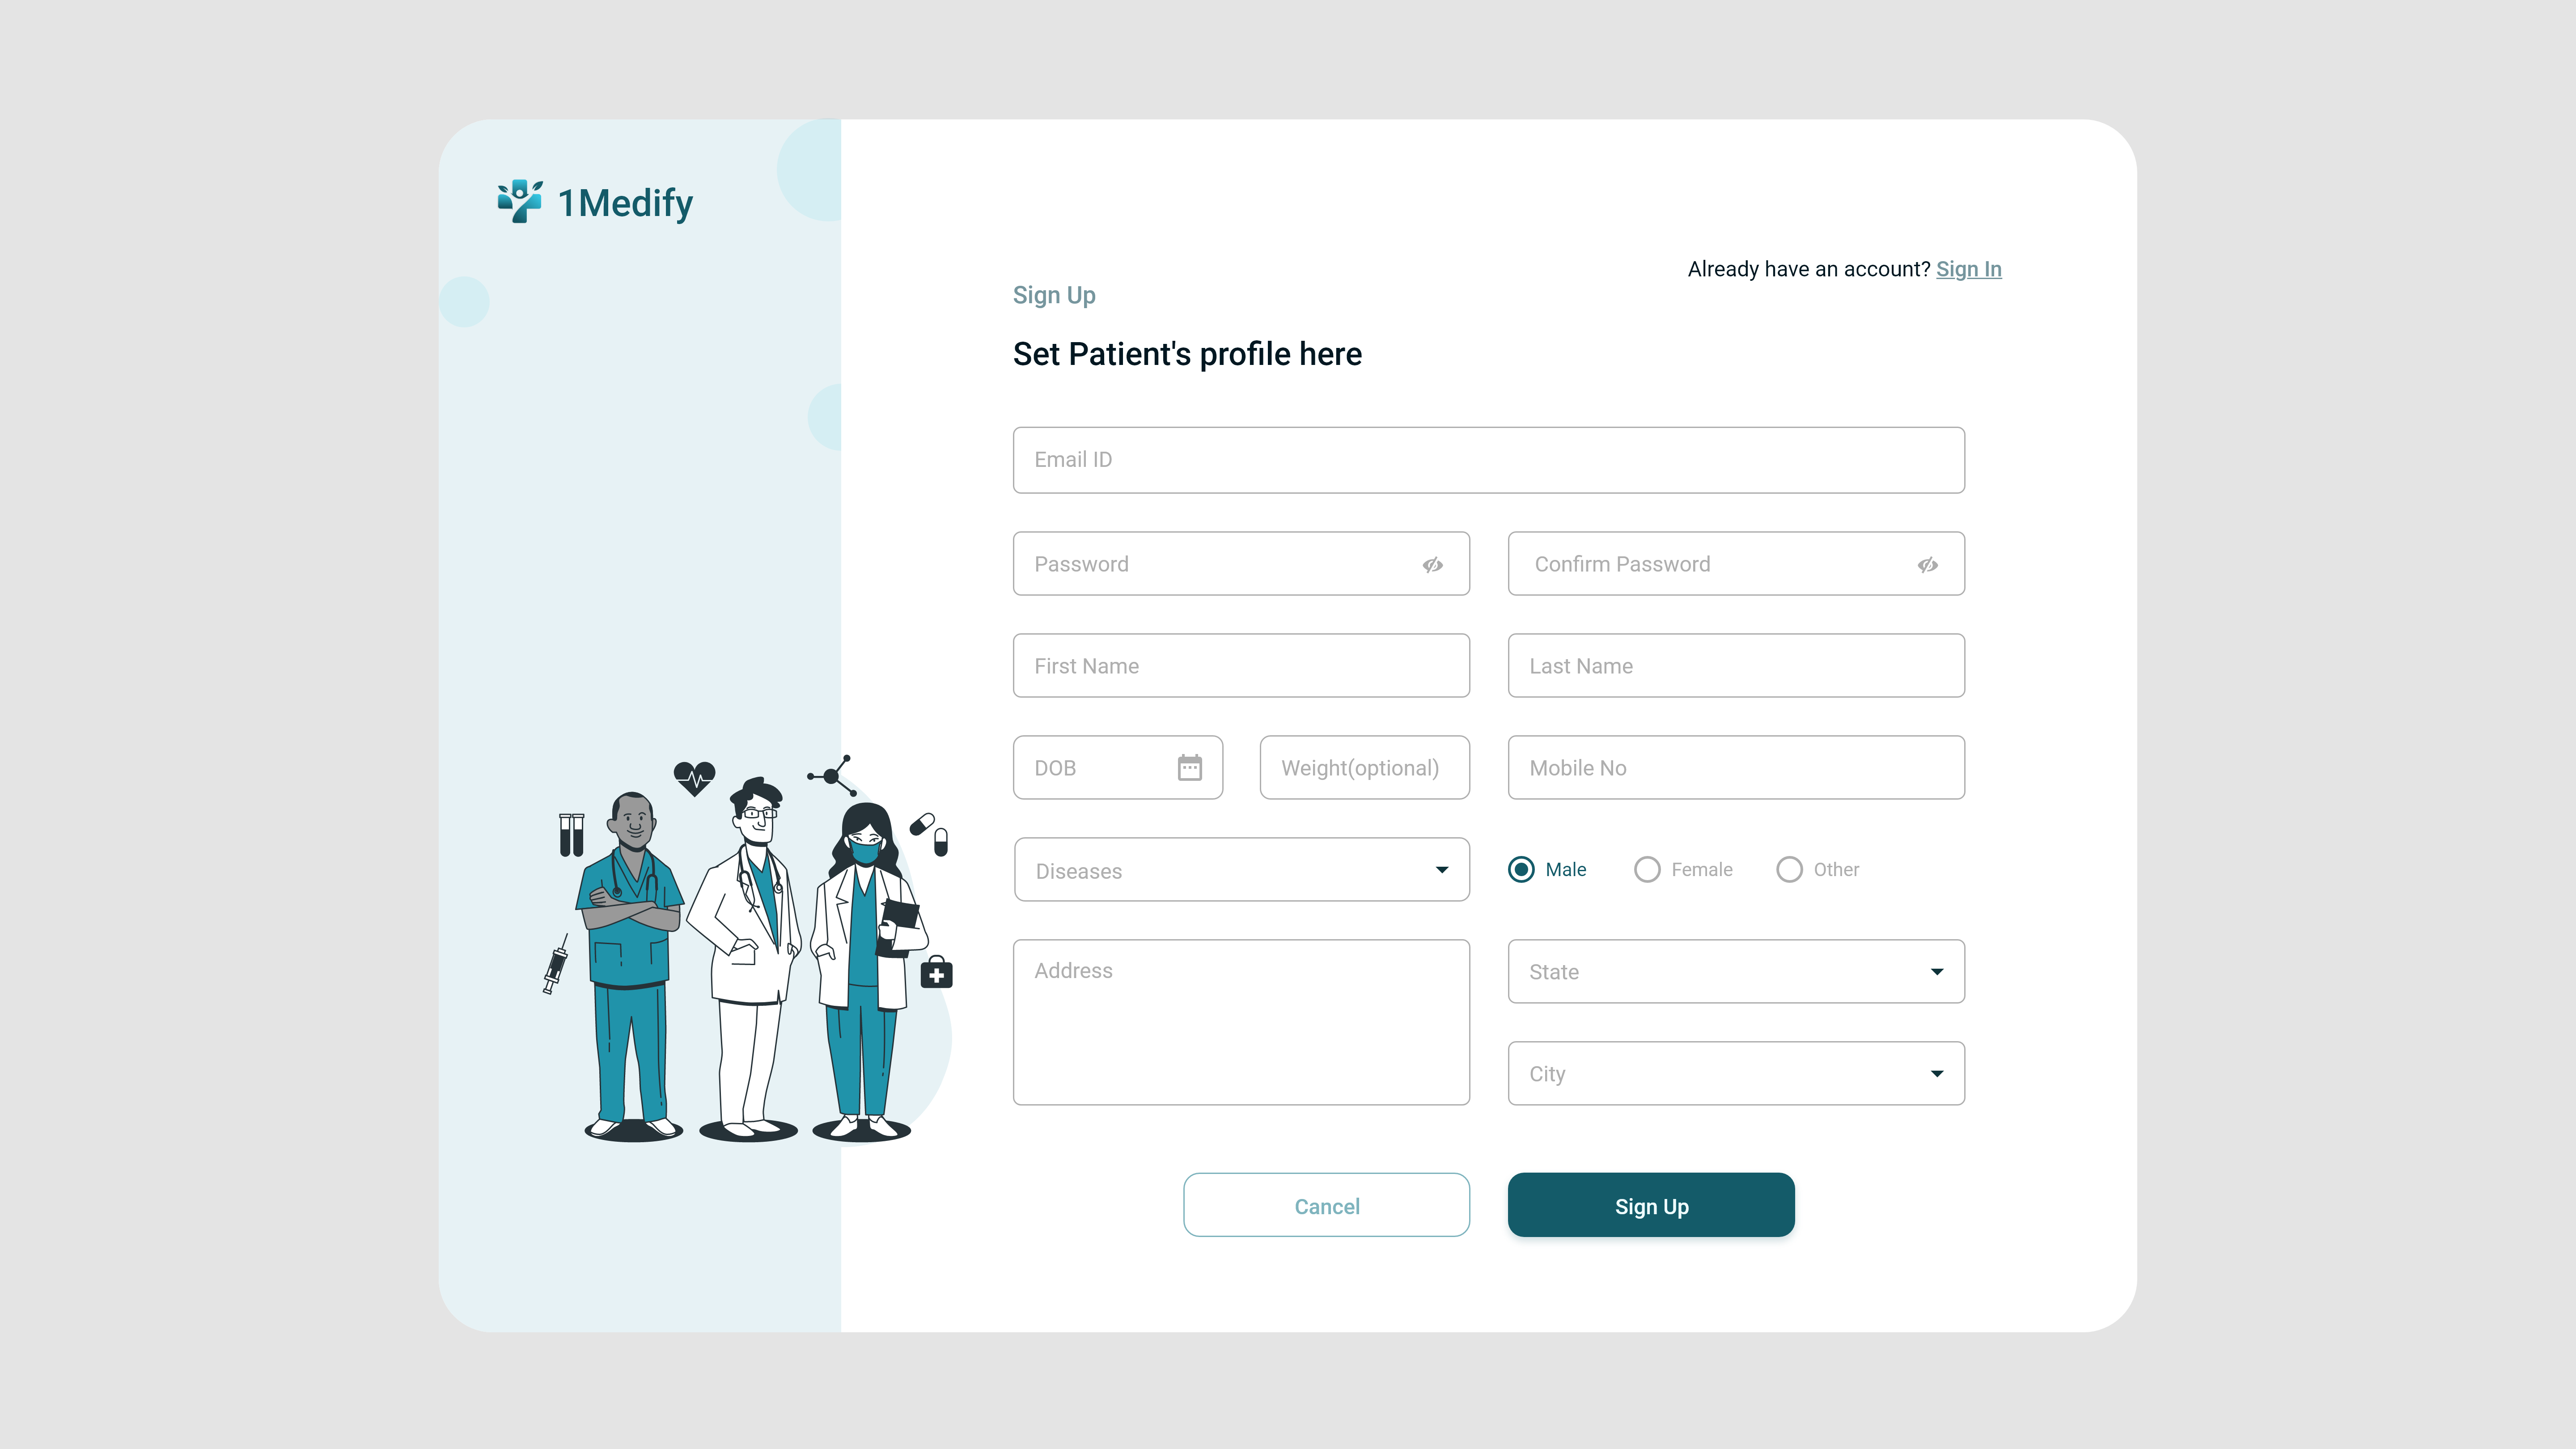 1Medify
Already have an account? Sign In
Sign Up
Set Patient's profile here
Email ID
Password
Confirm Password
First Name
Last Name
DOB
Weight(optional)
Mobile No
Diseases
Male
Female
Other
Address
State
City
Cancel
Sign Up